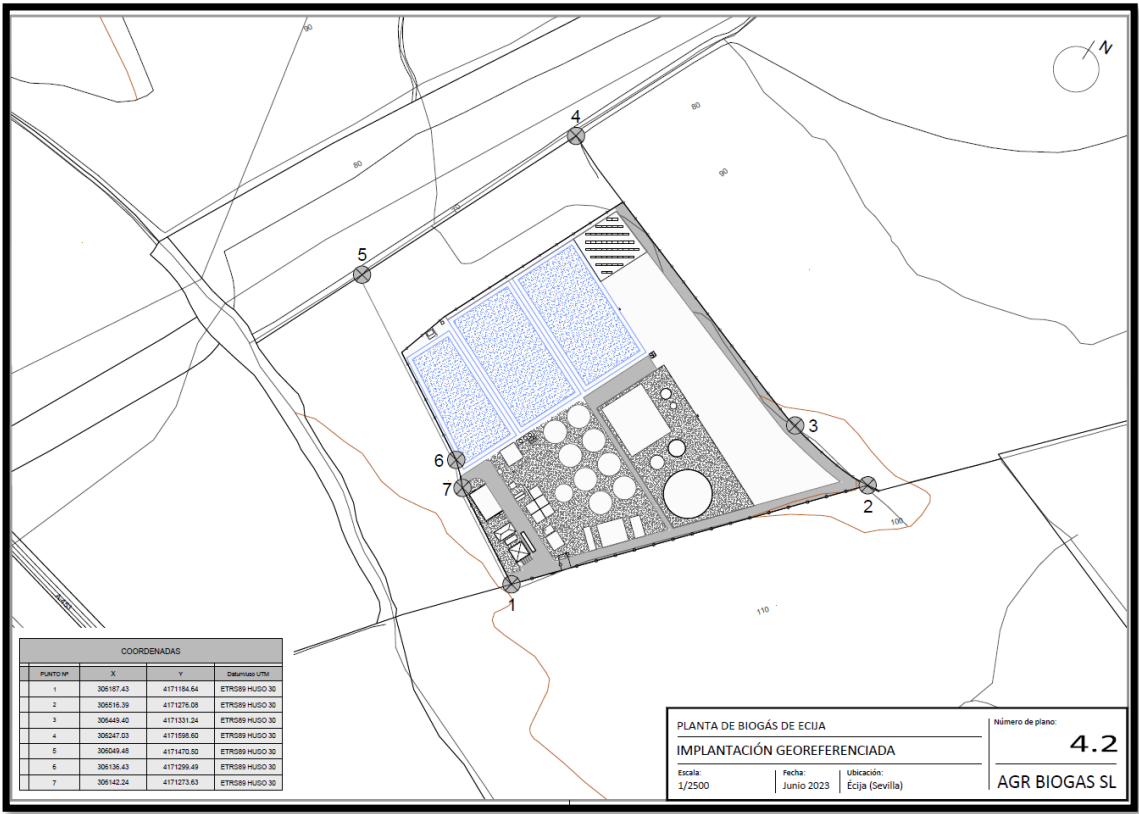 90
N
80
4
80
90
70
5
3
6
7
2
100
1
110
COORDENADAS
PUNTO Nº X Y Datum/uso UTM
1 306187.43 4171184.64 ETRS89 HUSO 30
2 306516.39 4171276.08 ETRS89 HUSO 30
3 306449.40 4171331.24 ETRS89 HUSO 30
4 306247.03 4171598.60 ETRS89 HUSO 30
5 306049.48 4171470.50 ETRS89 HUSO 30
6 306136.43 4171299.49 ETRS89 HUSO 30
7 306142.24 4171273.63 ETRS89 HUSO 30
PLANTA DE BIOGÁS DE ECIJA
IMPLANTACIÓN GEOREFERENCIADA
Escala:
1/2500
Fecha:
Junio 2023
Ubicación:
Écija (Sevilla)
Número de plano:
4.2
AGR BIOGAS SL